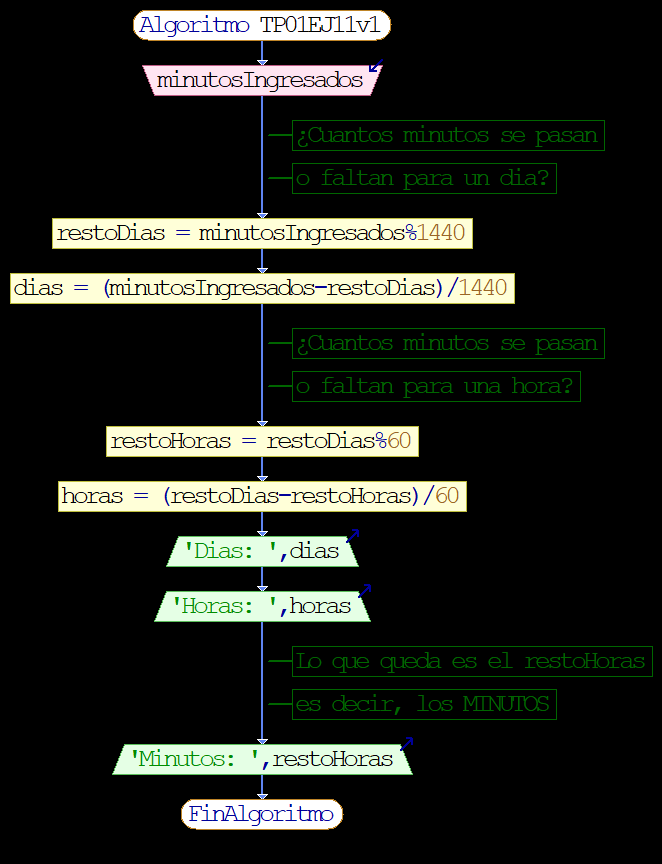 Algoritmo TP01EJ11v1
minutosIngresados
¿Cuantos minutos se pasan
o faltan para un dia?
restoDias = minutosIngresados%1440
dias = (minutosIngresados-restoDias)/1440
¿Cuantos minutos se pasan
o faltan para una hora?
restoHoras = restoDias%60
horas = (restoDias-restoHoras)/60
'Dias: ',dias
'Horas: ',horas
Lo que queda es el restoHoras
es decir, los MINUTOS
'Minutos: ',restoHoras
FinAlgoritmo